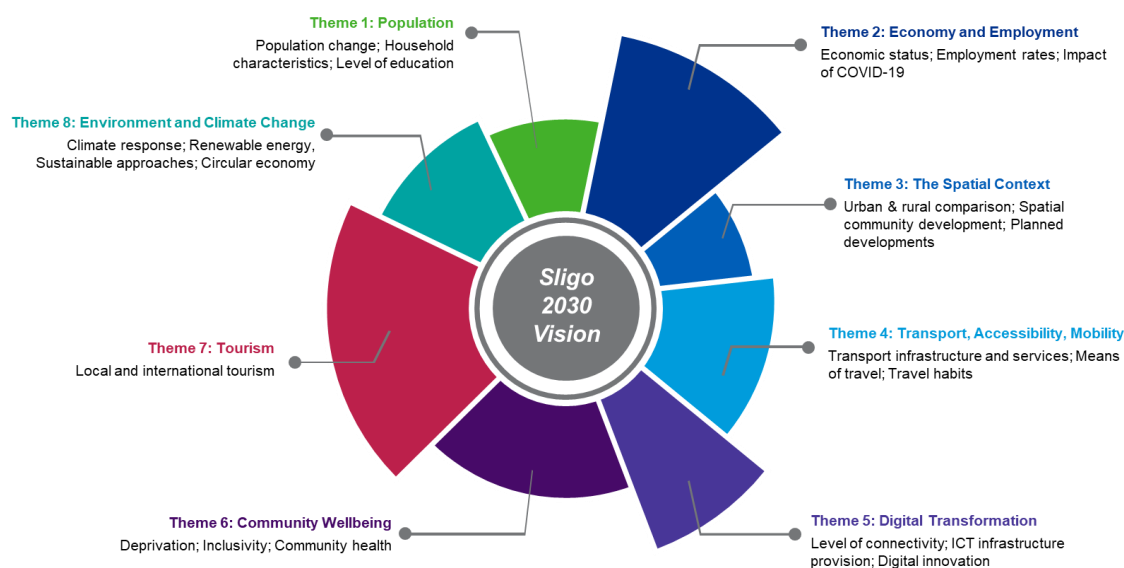 Theme 1: Population
Population change; Household
characteristics; Level of education
Theme 2: Economy and Employment
Economic status; Employment rates; Impact
of COVID-19
Theme 8: Environment and Climate Change
Climate response; Renewable energy,
Sustainable approaches; Circular economy
Theme 3: The Spatial Context
Urban & rural comparison; Spatial
community development; Planned
developments
Sligo
2030
Vision
Theme 7: Tourism
Local and international tourism
Theme 4: Transport, Accessibility, Mobility
Transport infrastructure and services; Means
of travel; Travel habits
Theme 6: Community Wellbeing
Deprivation; Inclusivity; Community health
Theme 5: Digital Transformation
Level of connectivity; ICT infrastructure
provision; Digital innovation